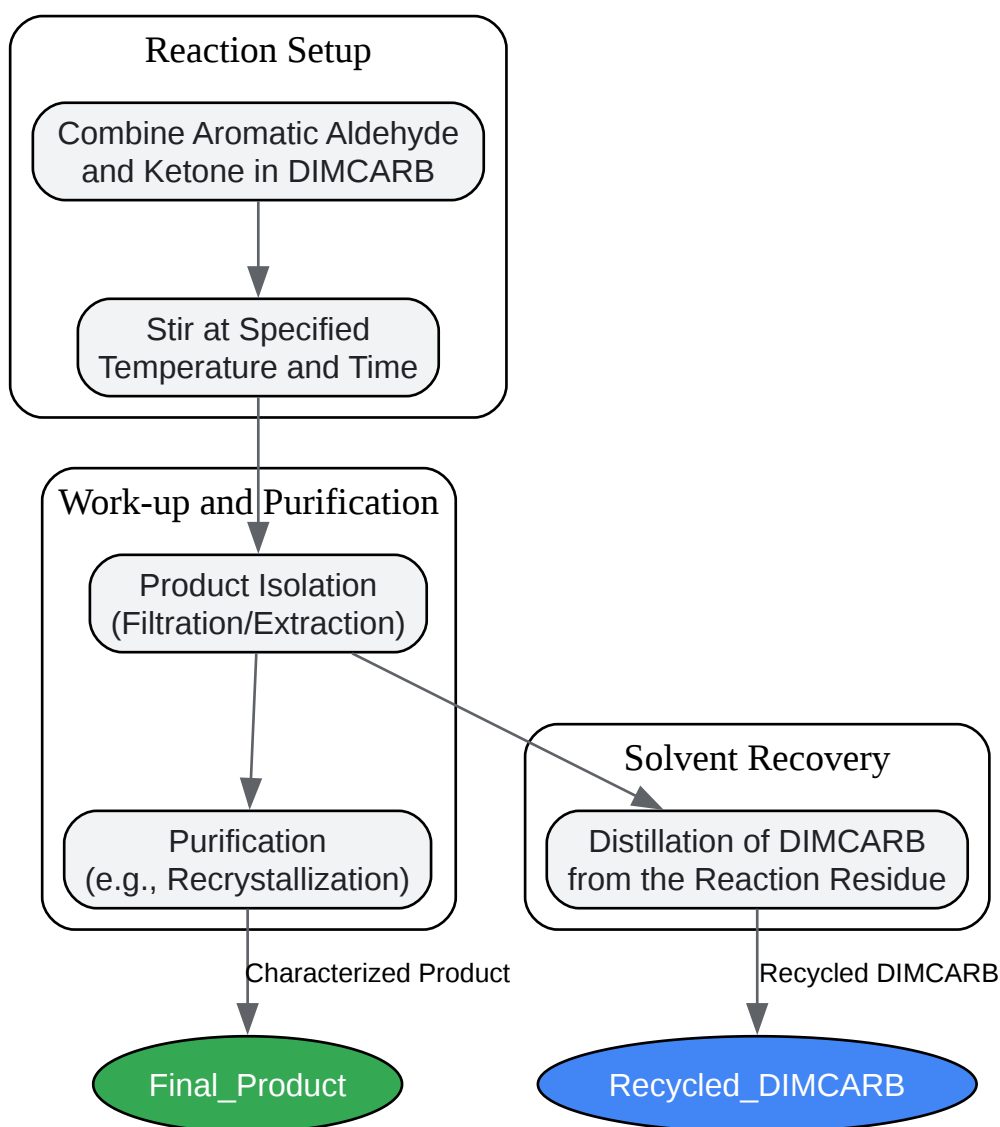 Reaction Setup
Combine Aromatic Aldehyde
and Ketone in DIMCARB
Stir at Specified
Temperature and Time
Work-up and Purification
Product Isolation
(Filtration/Extraction)
Purification
(e.g., Recrystallization)
Solvent Recovery
Distillation of DIMCARB
from the Reaction Residue
Characterized Product
Recycled DIMCARB
Final_Product
Recycled_DIMCARB